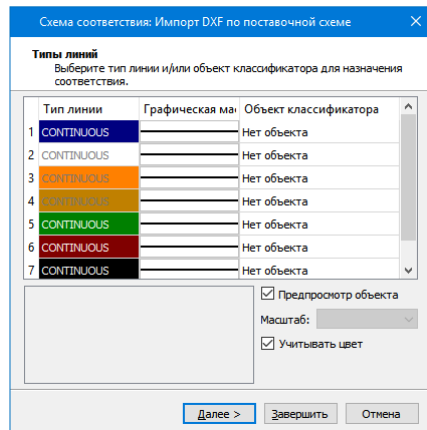 Схема соответствия: Импорт DXF по поставочной схеме
Типы линий
Выберите тип линии и/или объект классификатора для назначения
соответствия.
Тип линии Графическая ма Объект классификатора
1 CONTINUOUS Нет объекта
2 CONTINUOUS Нет объекта
3 CONTINUOUS Нет объекта
4 CONTINUOUS Нет объекта
5 CONTINUOUS Нет объекта
6 CONTINUOUS Нет объекта
7 CONTINUOUS Нет объекта
Предпросмотр объекта
Масштаб:
Учитывать цвет
Далее > Завершить Отмена